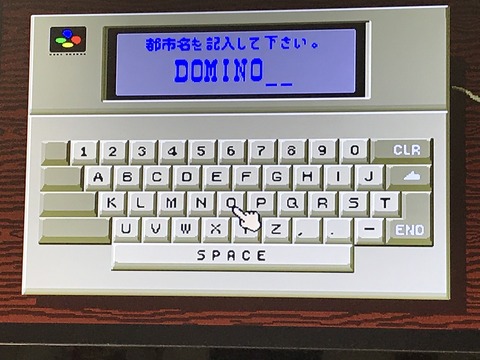 都市名を記入して下さい。
DOMINO__
1 2 3 4 5 6 7 8 9 0 CLR
A B C D E F G H I J
K L M N O P Q R S T
U V W X Y Z , . - END
SPACE